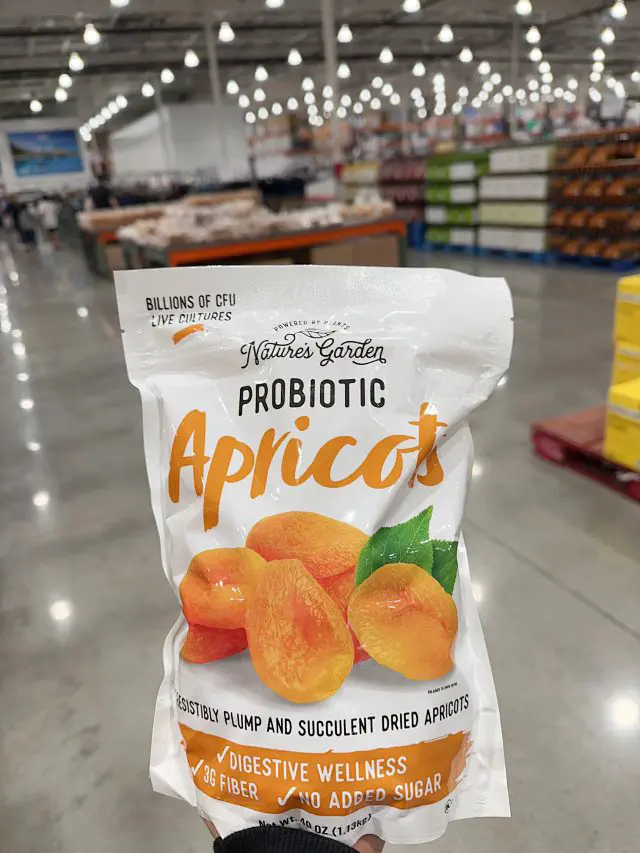 BILLIONS OF CFU
LIVE CULTURES
POWERED BY PLANTS
Nature's Garden
PROBIOTIC
Apricots
RESISTIBLY PLUMP AND SUCCULENT DRIED APRICOTS
✓DIGESTIVE WELLNESS
✓3G FIBER ✓NO ADDED SUGAR
Net Wt. 40 OZ (1.13kg)